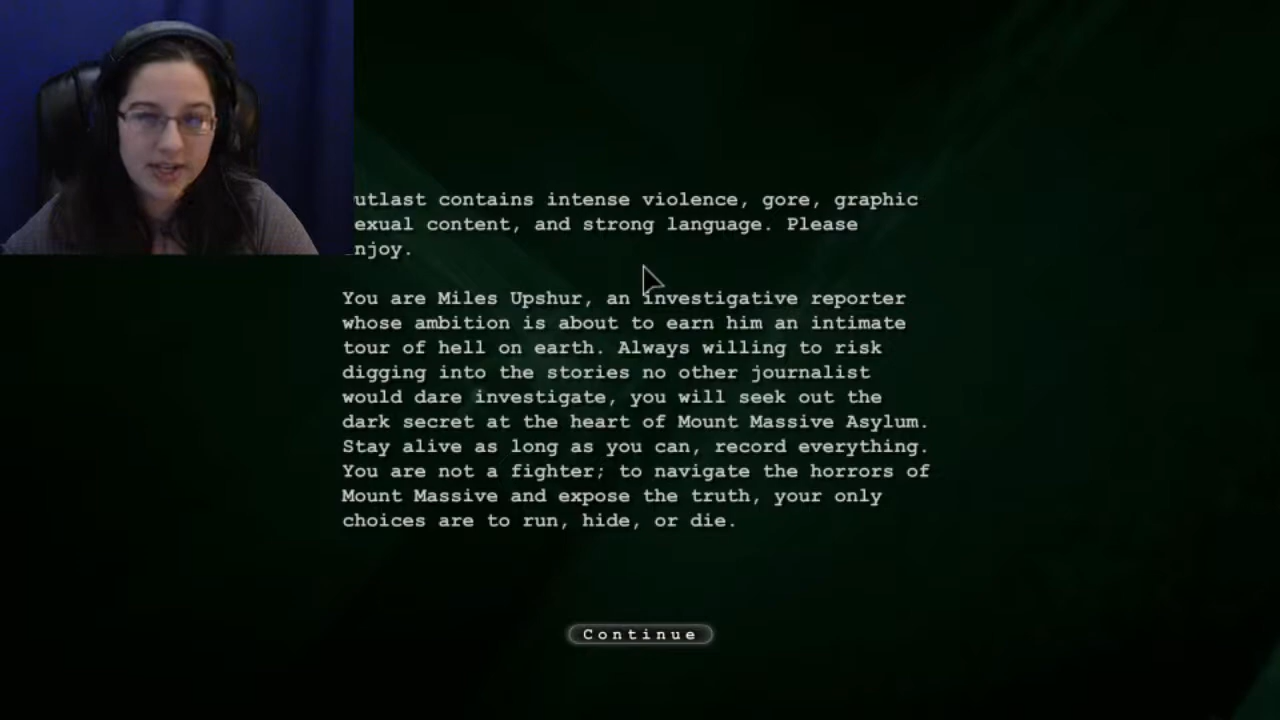 utlast contains intense violence, gore, graphic
exual content, and strong language. Please
njoy.
You are Miles Upshur, an investigative reporter
whose ambition is about to earn him an intimate
tour of hell on earth. Always willing to risk
digging into the stories no other journalist
would dare investigate, you will seek out the
dark secret at the heart of Mount Massive Asylum.
Stay alive as long as you can, record everything.
You are not a fighter; to navigate the horrors of
Mount Massive and expose the truth, your only
choices are to run, hide, or die.
Continue